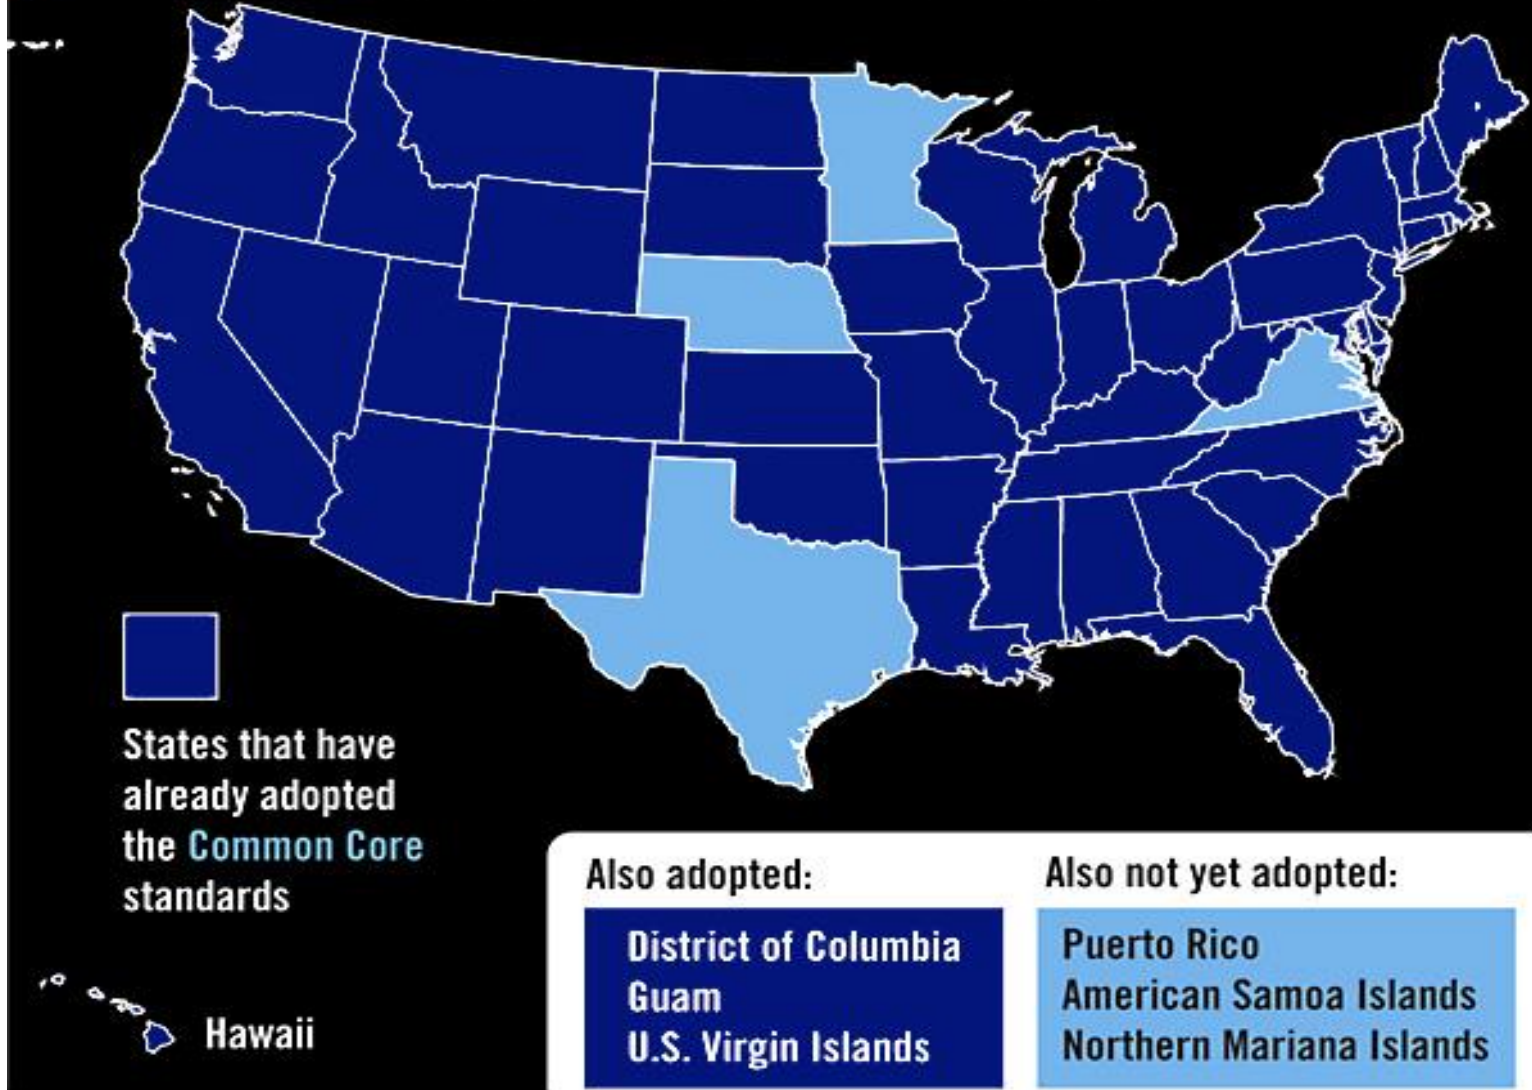 States that have
already adopted
the Common Core
standards
Hawaii
Also adopted:
District of Columbia
Guam
U.S. Virgin Islands
Also not yet adopted:
Puerto Rico
American Samoa Islands
Northern Mariana Islands